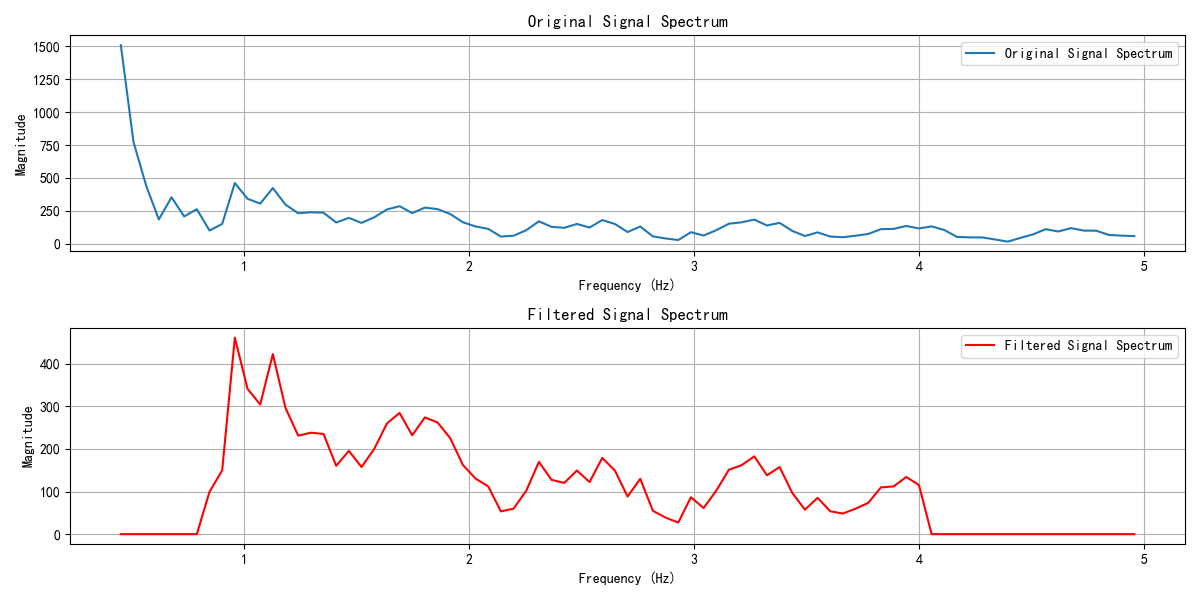 Original Signal Spectrum
1500
1250
1000
750
500
250
0
Magnitude
Original Signal Spectrum
1 2 3 4 5
Frequency (Hz)
Filtered Signal Spectrum
400
300
200
100
0
Magnitude
Filtered Signal Spectrum
1 2 3 4 5
Frequency (Hz)